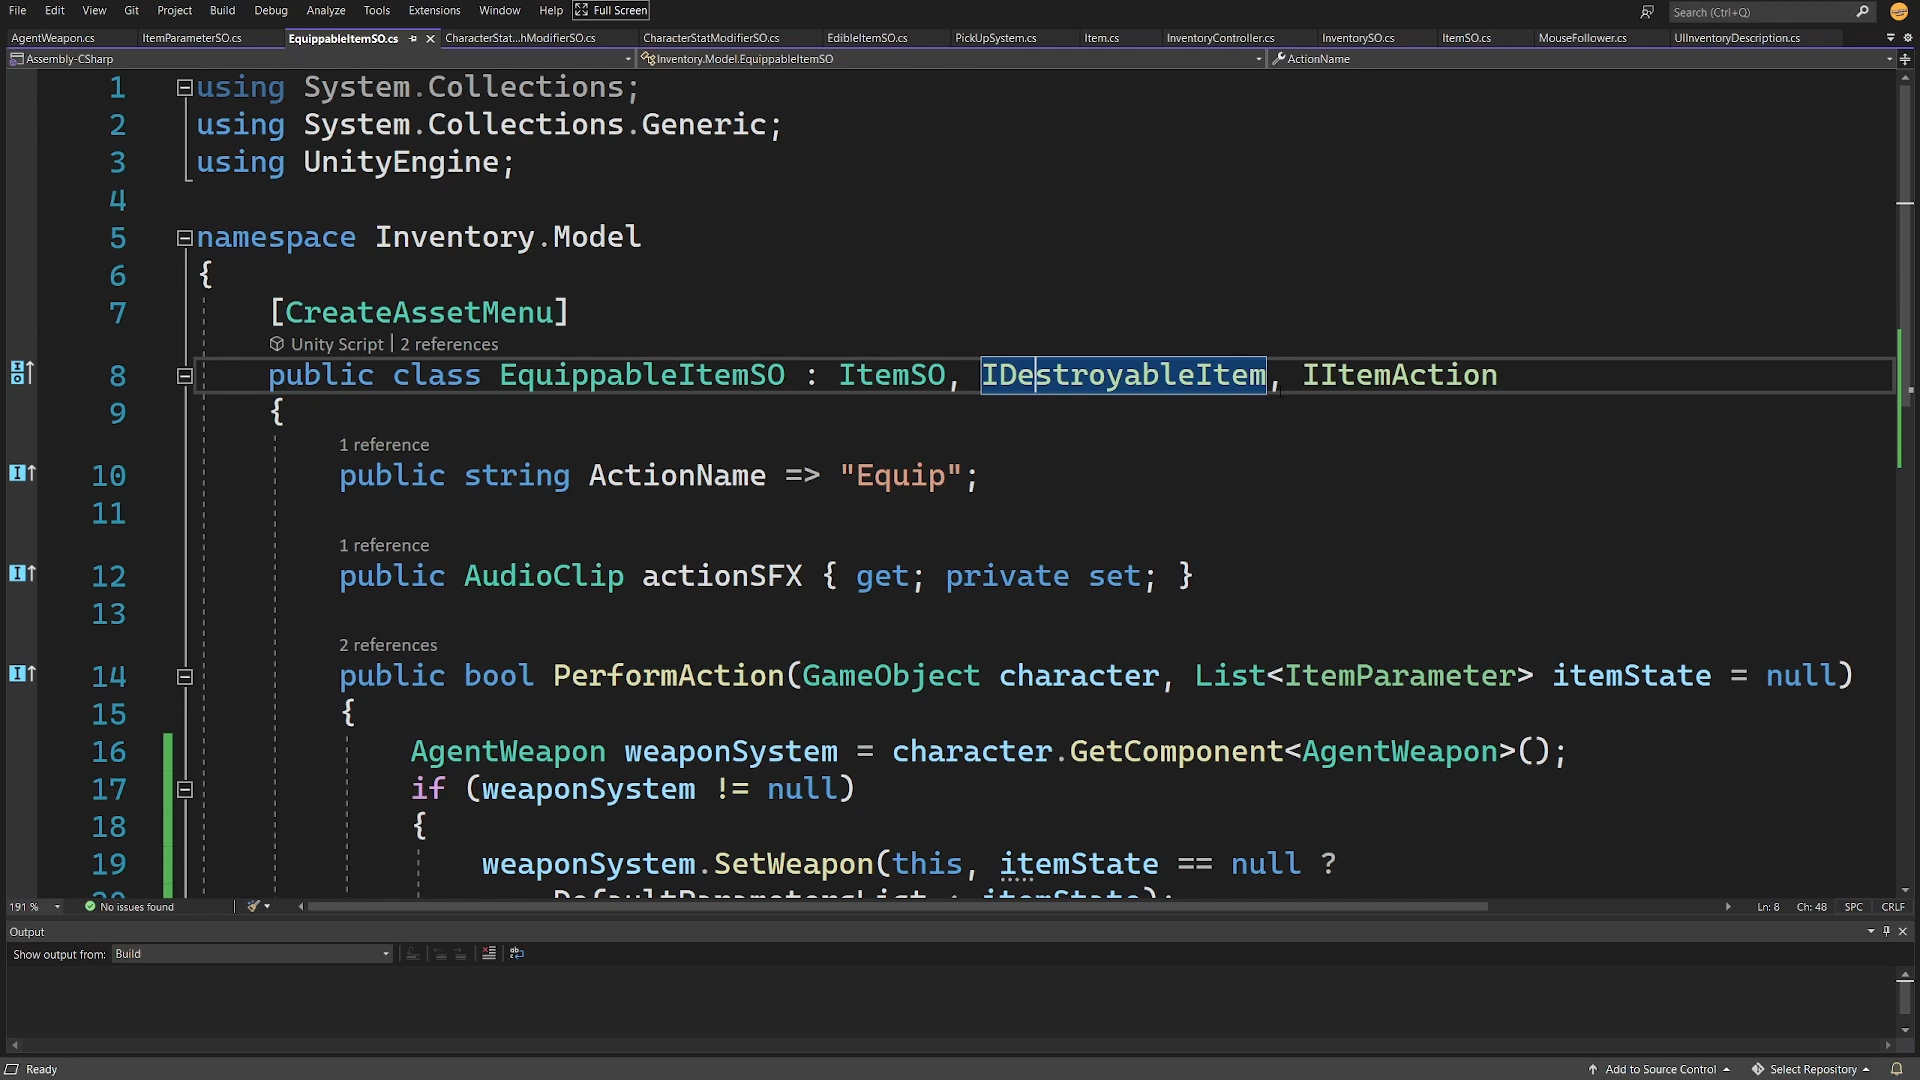 File Edit View Git Project Build Debug Analyze Tools Extensions Window Help Full Screen Search (Ctrl+Q)
AgentWeapon.cs ItemParameterSO.cs EquippableItemSO.cs CharacterStat...hModifierSO.cs CharacterStatModifierSO.cs EdibleItemSO.cs PickUpSystem.cs Item.cs InventoryController.cs InventorySO.cs ItemSO.cs MouseFollower.cs UIInventoryDescription.cs
Assembly-CSharp Inventory.Model.EquippableItemSO ActionName
1 using System.Collections;
2 using System.Collections.Generic;
3 using UnityEngine;
4
5 namespace Inventory.Model
6 {
7 [CreateAssetMenu]
Unity Script | 2 references
8 public class EquippableItemSO : ItemSO, IDestroyableItem, IItemAction
9 {
1 reference
10 public string ActionName => "Equip";
11
1 reference
12 public AudioClip actionSFX { get; private set; }
13
2 references
14 public bool PerformAction(GameObject character, List<ItemParameter> itemState = null)
15 {
16 AgentWeapon weaponSystem = character.GetComponent<AgentWeapon>();
17 if (weaponSystem != null)
18 {
19 weaponSystem.SetWeapon(this, itemState == null ?
20 DefaultParametersList : itemState);
191 % No issues found Ln: 8 Ch: 48 SPC CRLF
Output
Show output from: Build
Ready Add to Source Control Select Repository